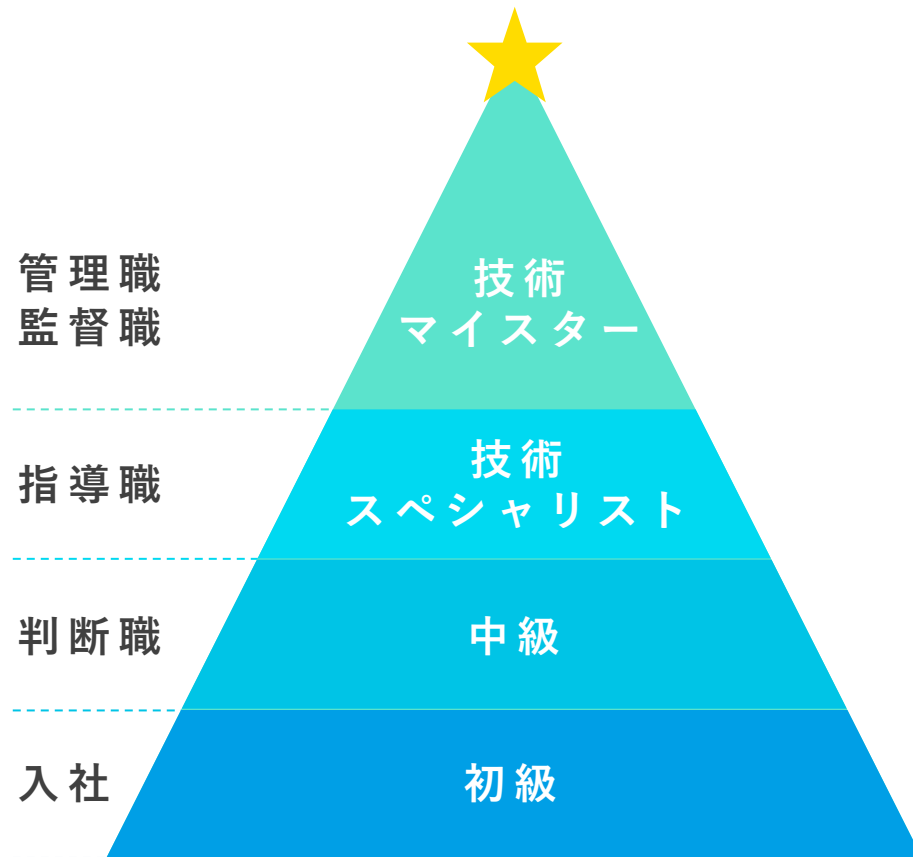 管理職
監督職
技術
マイスター
指導職
技術
スペシャリスト
判断職
中級
入社
初級